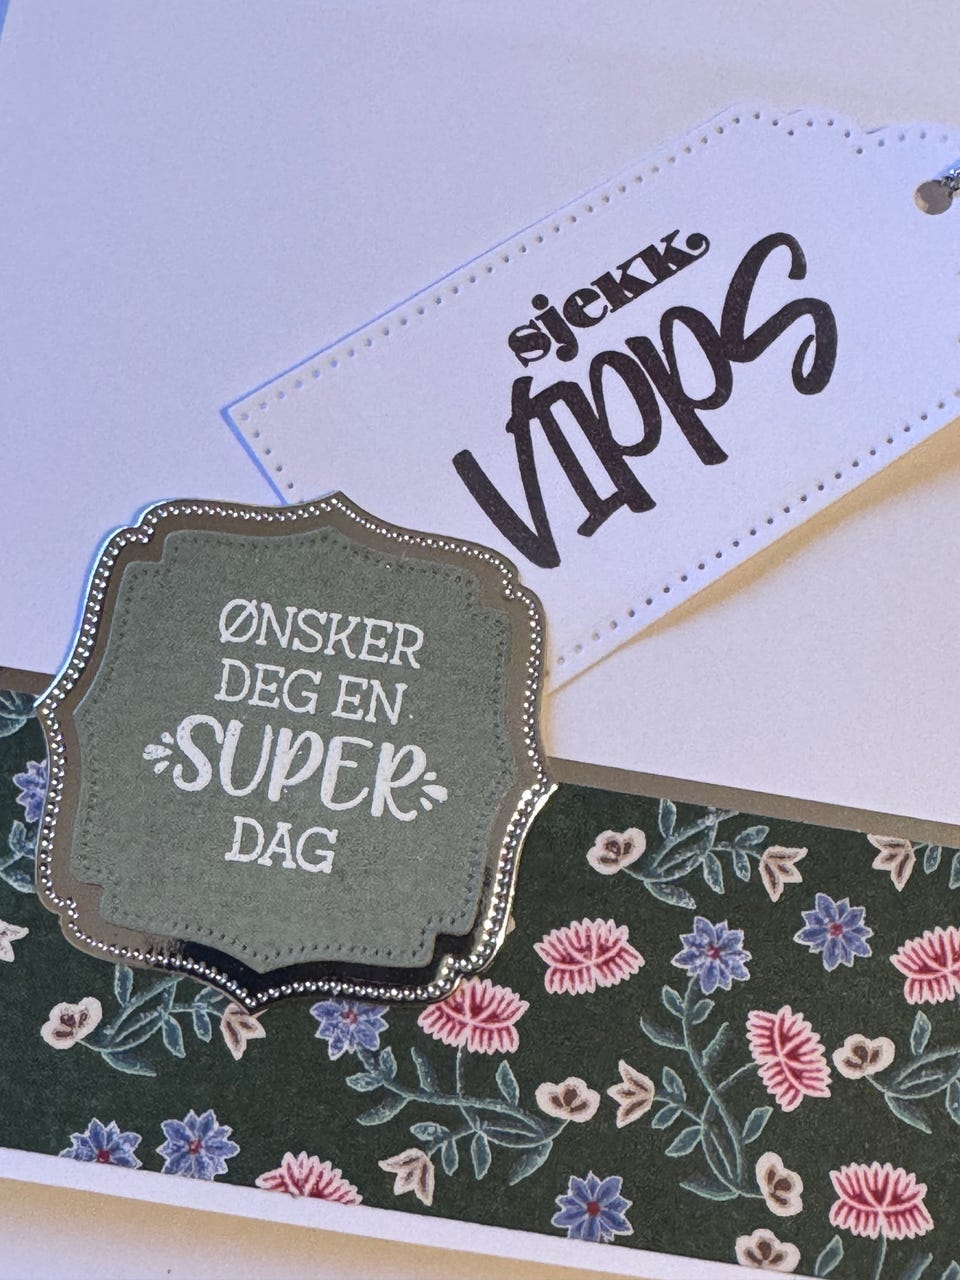 sjekk
Vipps
ØNSKER
DEG EN
SUPER
DAG